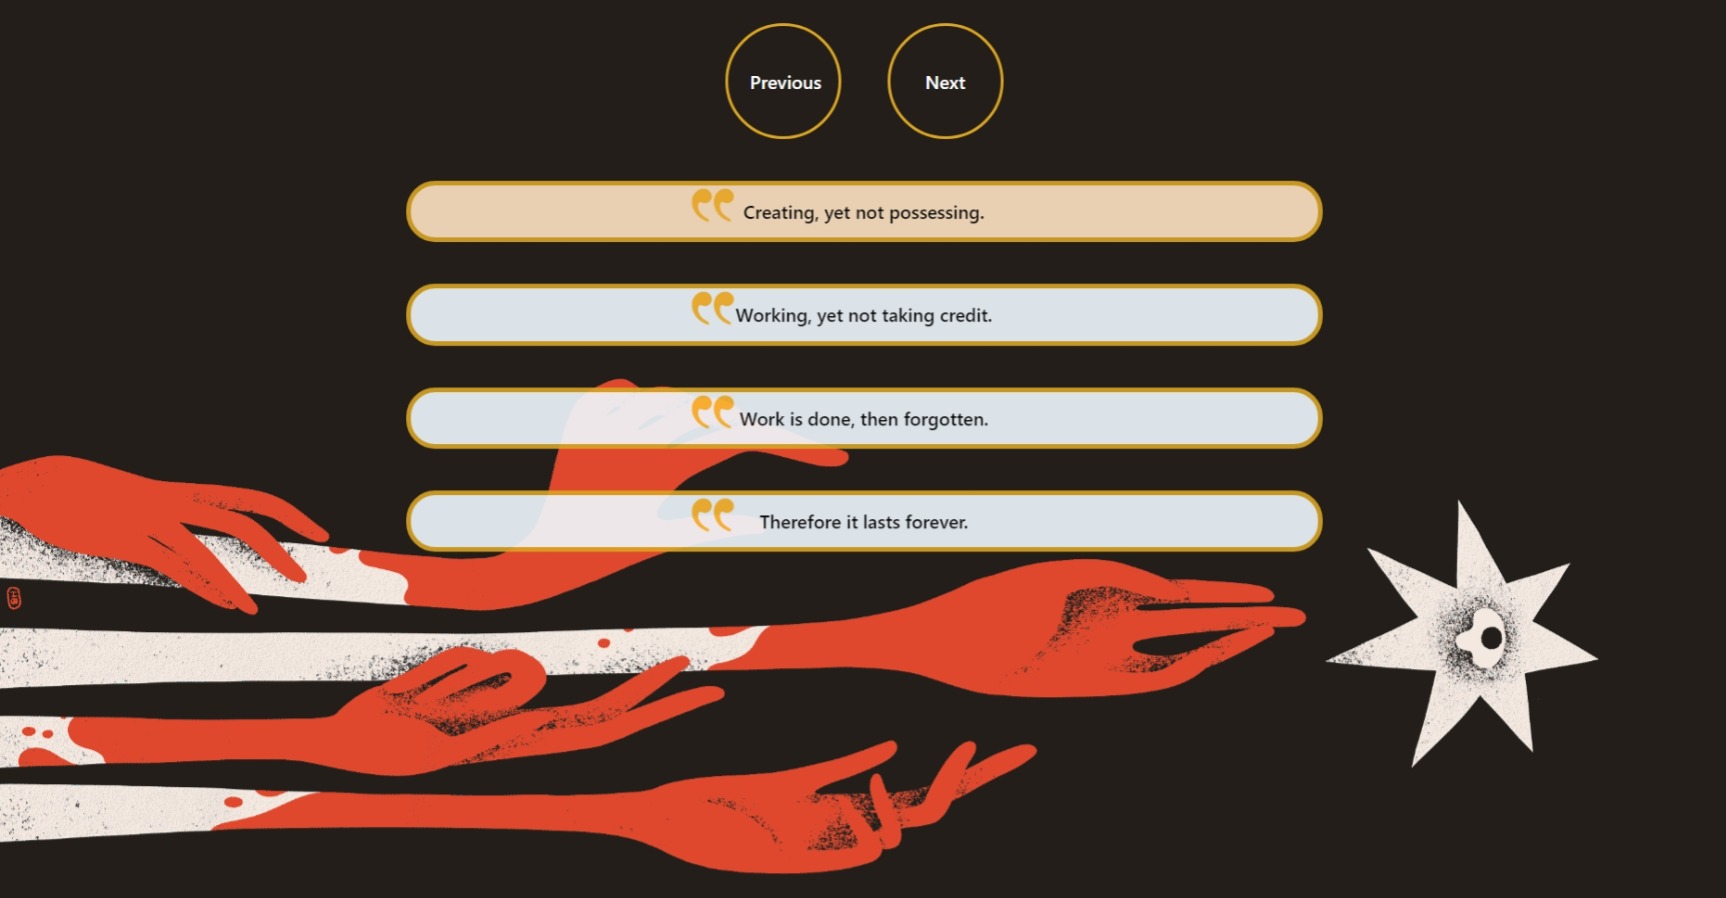 Previous
Next
Creating, yet not possessing.
Working, yet not taking credit.
Work is done, then forgotten.
Therefore it lasts forever.